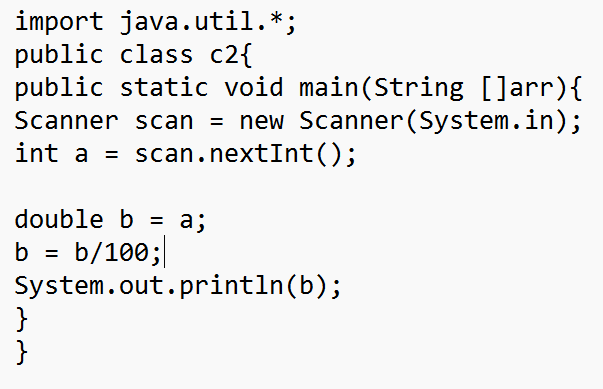 import java.util.*;
public class c2{
public static void main(String []arr){
Scanner scan = new Scanner(System.in);
int a = scan.nextInt();
double b = a;
b = b/100;
System.out.println(b);
}
}